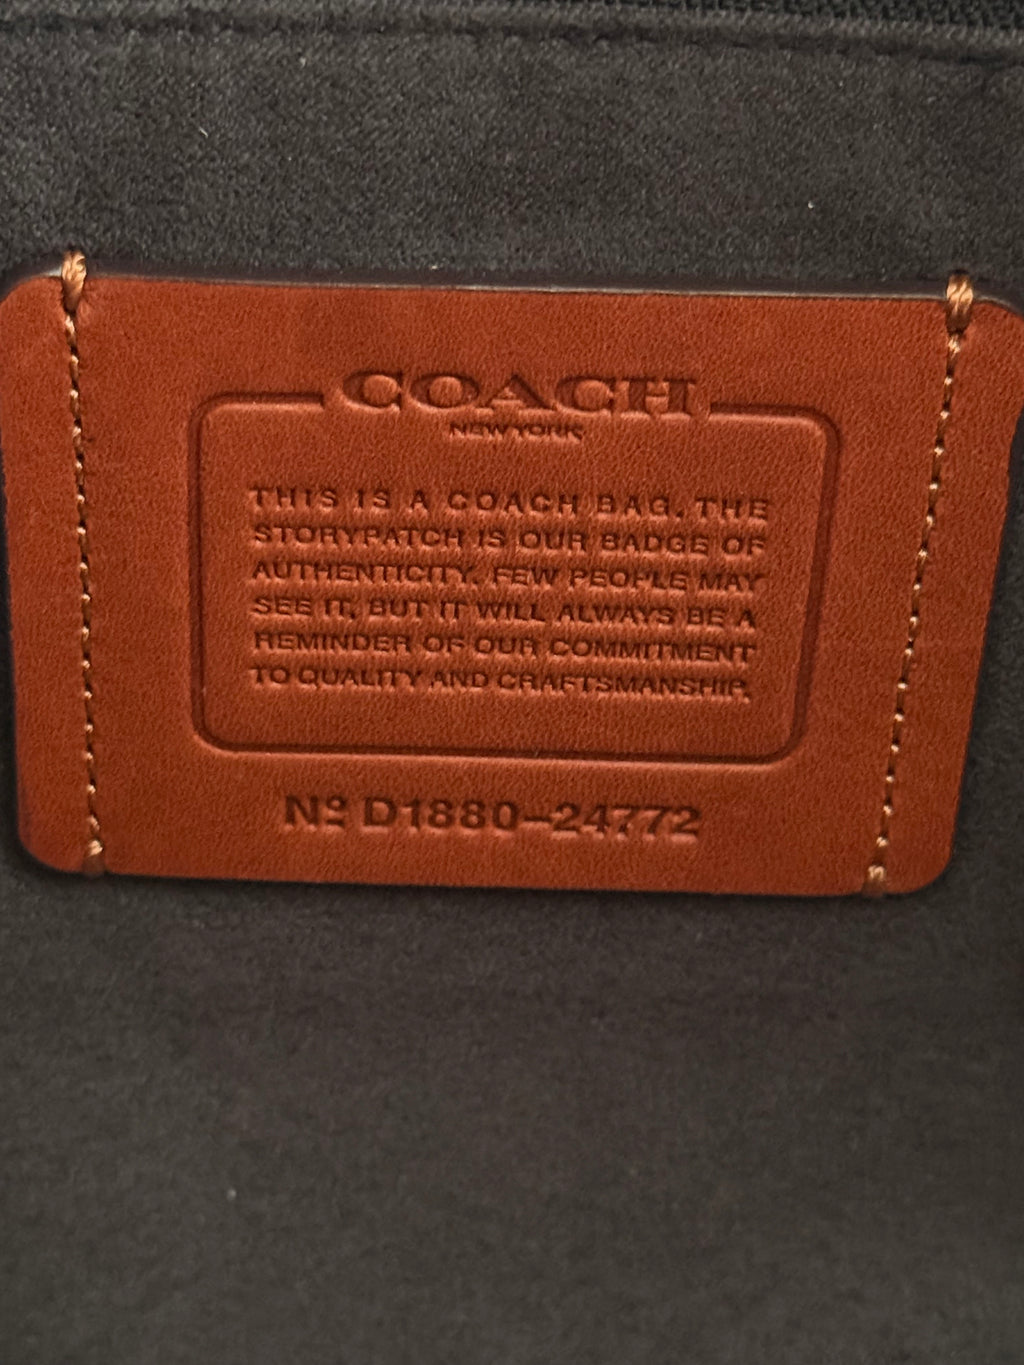 COACH
NEW YORK
THIS IS A COACH BAG. THE
STORYPATCH IS OUR BADGE OF
AUTHENTICITY. FEW PEOPLE MAY
SEE IT, BUT IT WILL ALWAYS BE A
REMINDER OF OUR COMMITMENT
TO QUALITY AND CRAFTSMANSHIP.
Nº D1880-24772